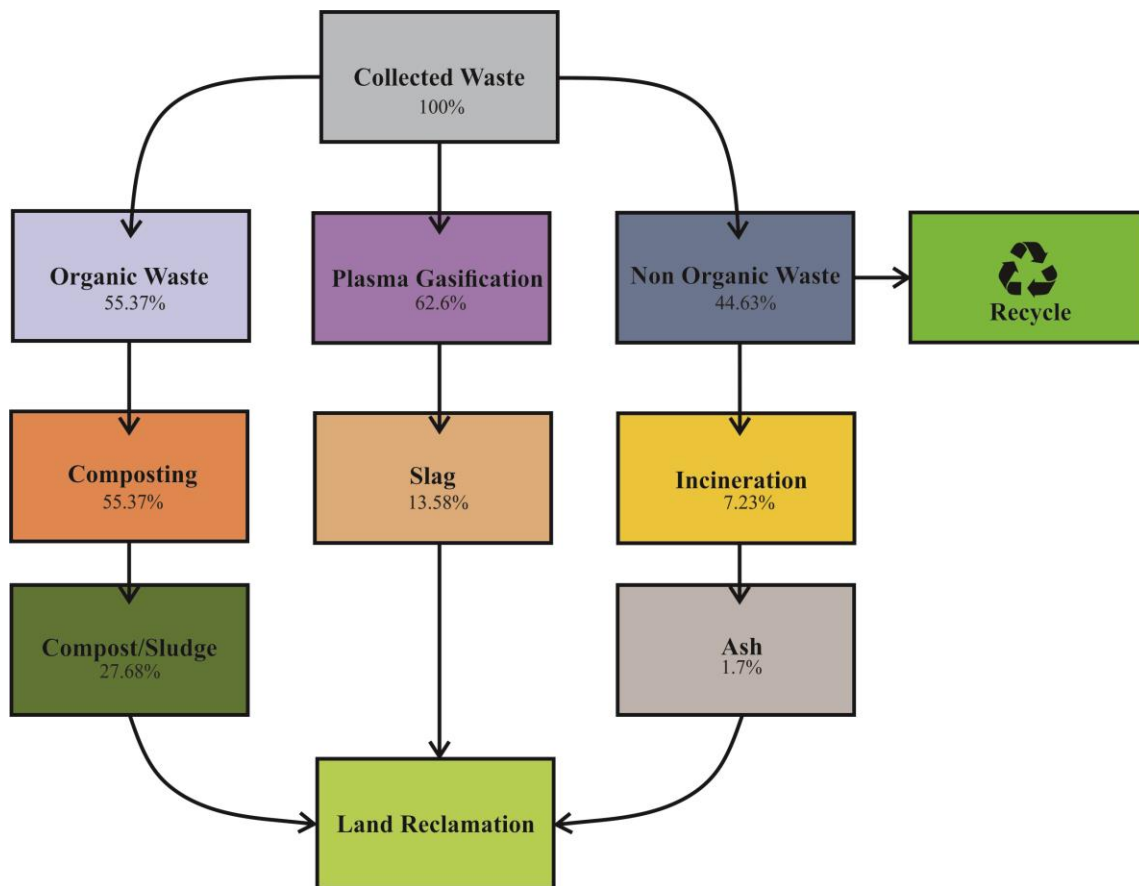 Collected Waste
100%
Organic Waste
55.37%
Plasma Gasification
62.6%
Non Organic Waste
44.63%
Recycle
Composting
55.37%
Slag
13.58%
Incineration
7.23%
Compost/Sludge
27.68%
Ash
1.7%
Land Reclamation